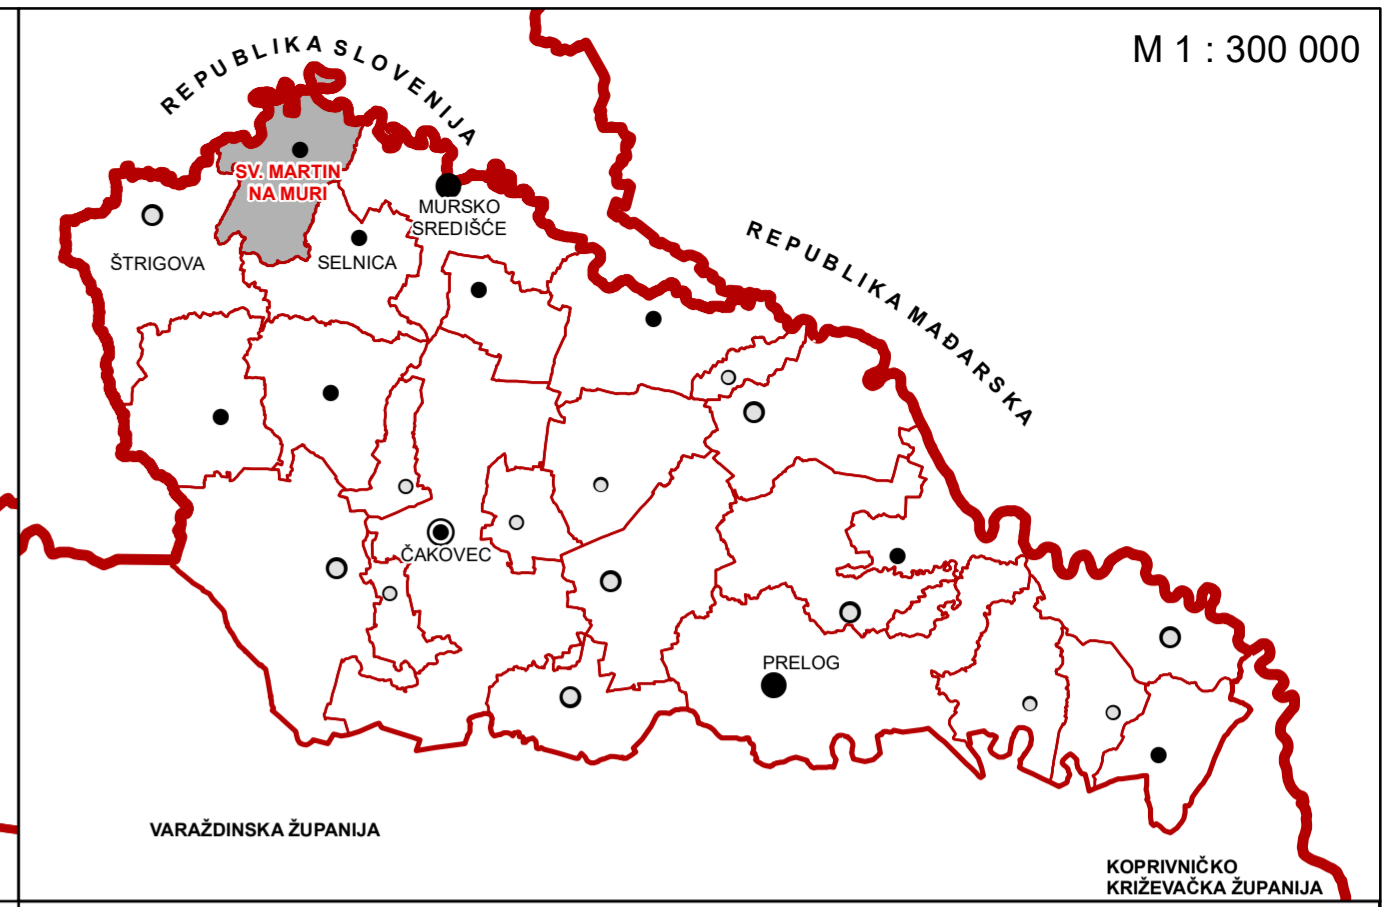 M 1 : 300 000
REPUBLIKA SLOVENIJA
SV. MARTIN
NA MURI
MURSKO
SREDIŠĆE
ŠTRIGOVA
SELNICA
REPUBLIKA MAĐARSKA
ČAKOVEC
PRELOG
VARAŽDINSKA ŽUPANIJA
KOPRIVNIČKO
KRIŽEVAČKA ŽUPANIJA